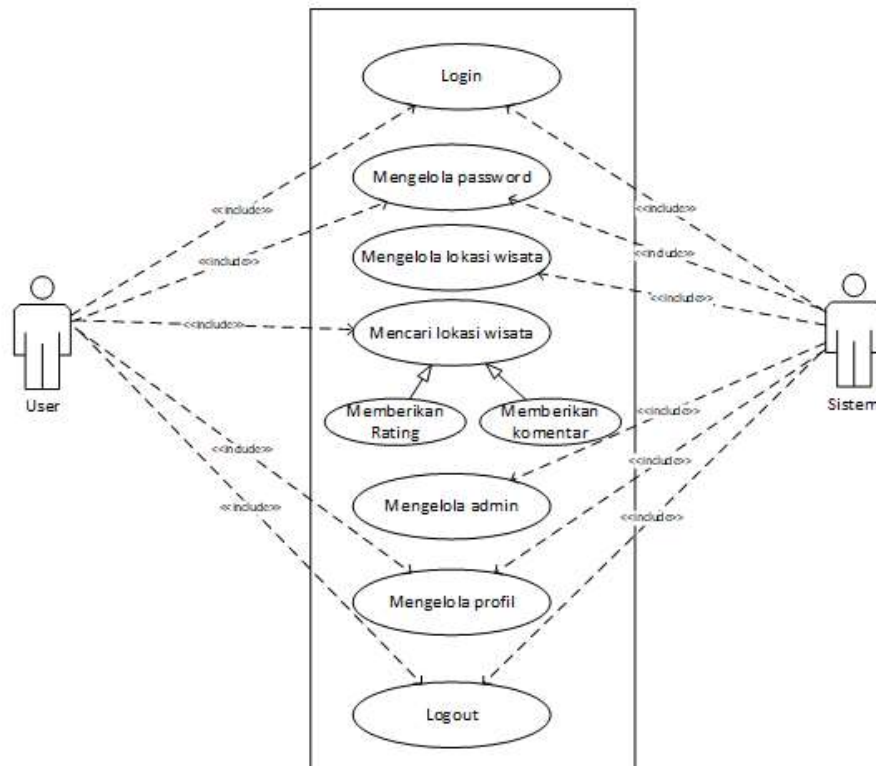 Login
Mengelola password
<<include>>
<<include>>
<<include>>
<<include>>
Mengelola lokasi wisata
<<include>>
<<include>>
Mencari lokasi wisata
User
Sistem
Memberikan
Rating
Memberikan
komentar
<<include>>
<<include>>
<<include>>
<<include>>
Mengelola admin
<<include>>
Mengelola profil
Logout